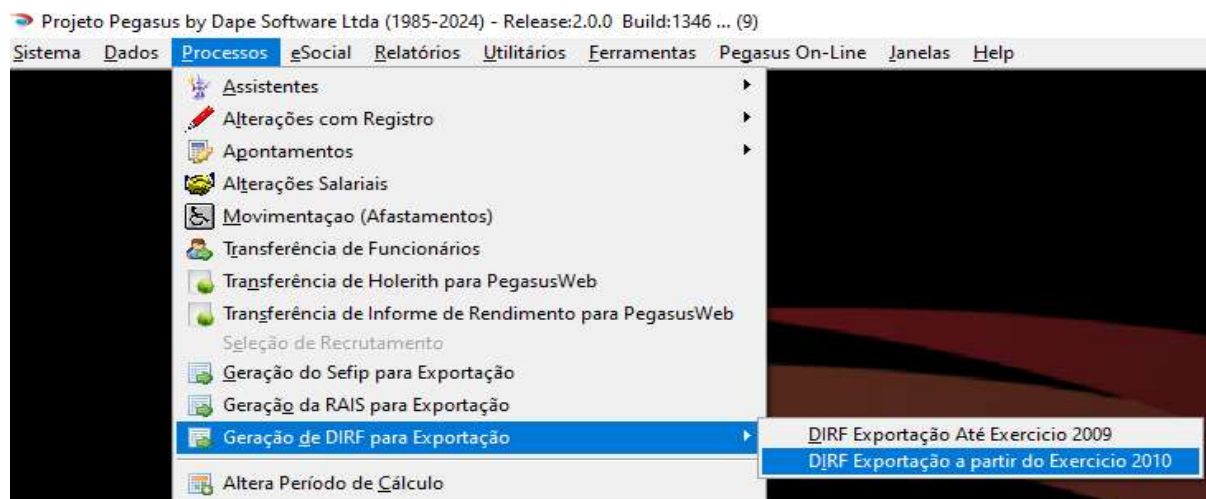 Projeto Pegasus by Dape Software Ltda (1985-2024) - Release:2.0.0 Build:1346 ... (9)
Sistema Dados Processos eSocial Relatórios Utilitários Ferramentas Pegasus On-Line Janelas Help
Assistentes
Alterações com Registro
Apontamentos
Alterações Salariais
Movimentaçao (Afastamentos)
Transferência de Funcionários
Transferência de Holerith para PegasusWeb
Transferência de Informe de Rendimento para PegasusWeb
Seleção de Recrutamento
Geração do Sefip para Exportação
Geração da RAIS para Exportação
Geração de DIRF para Exportação
DIRF Exportação Até Exercicio 2009
DIRF Exportação a partir do Exercicio 2010
Altera Período de Cálculo